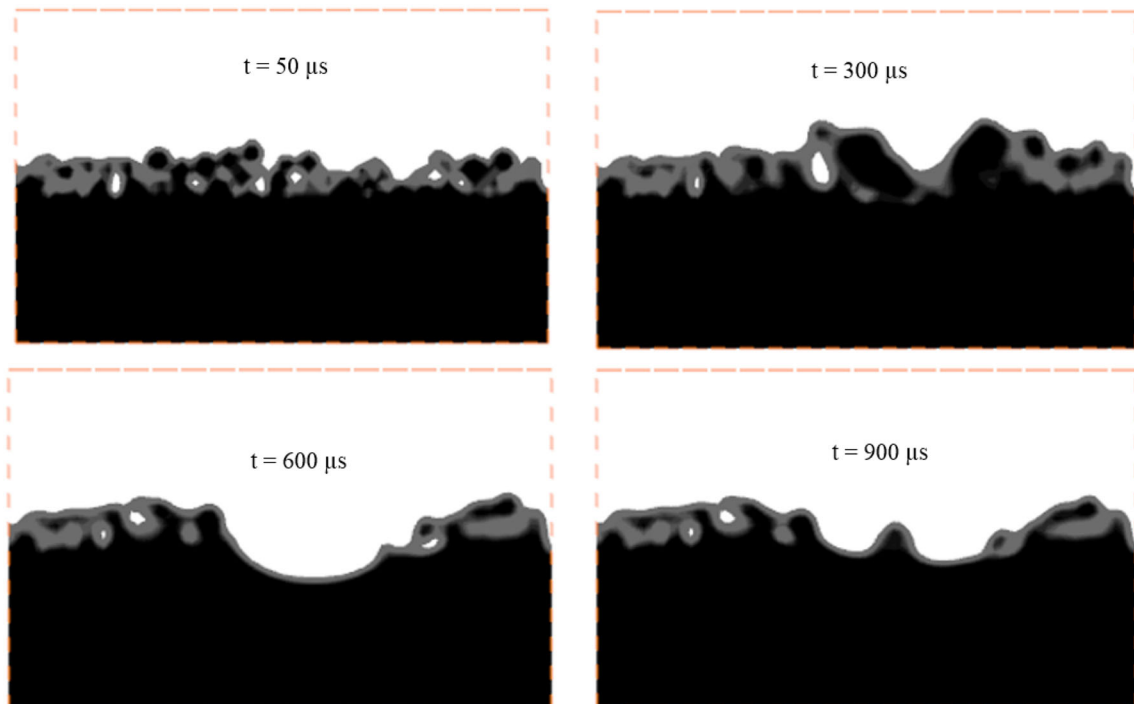 t = 50 μs
t = 300 μs
t = 600 μs
t = 900 μs